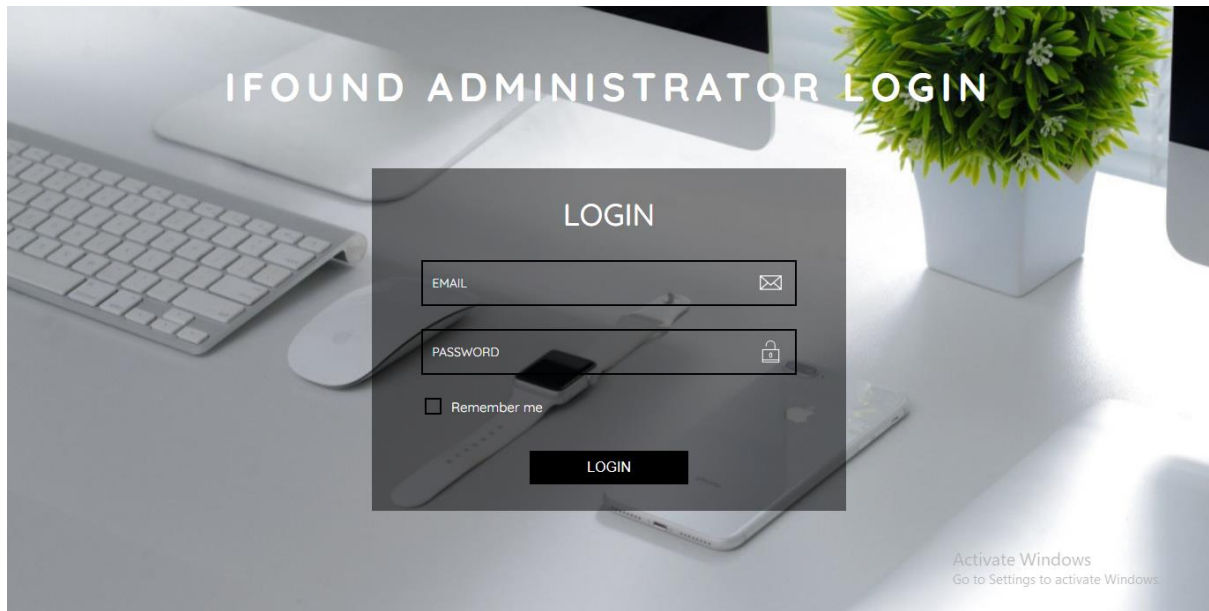 IFOUND ADMINISTRATOR LOGIN
LOGIN
EMAIL
PASSWORD
Remember me
LOGIN
Activate Windows
Go to Settings to activate Windows.